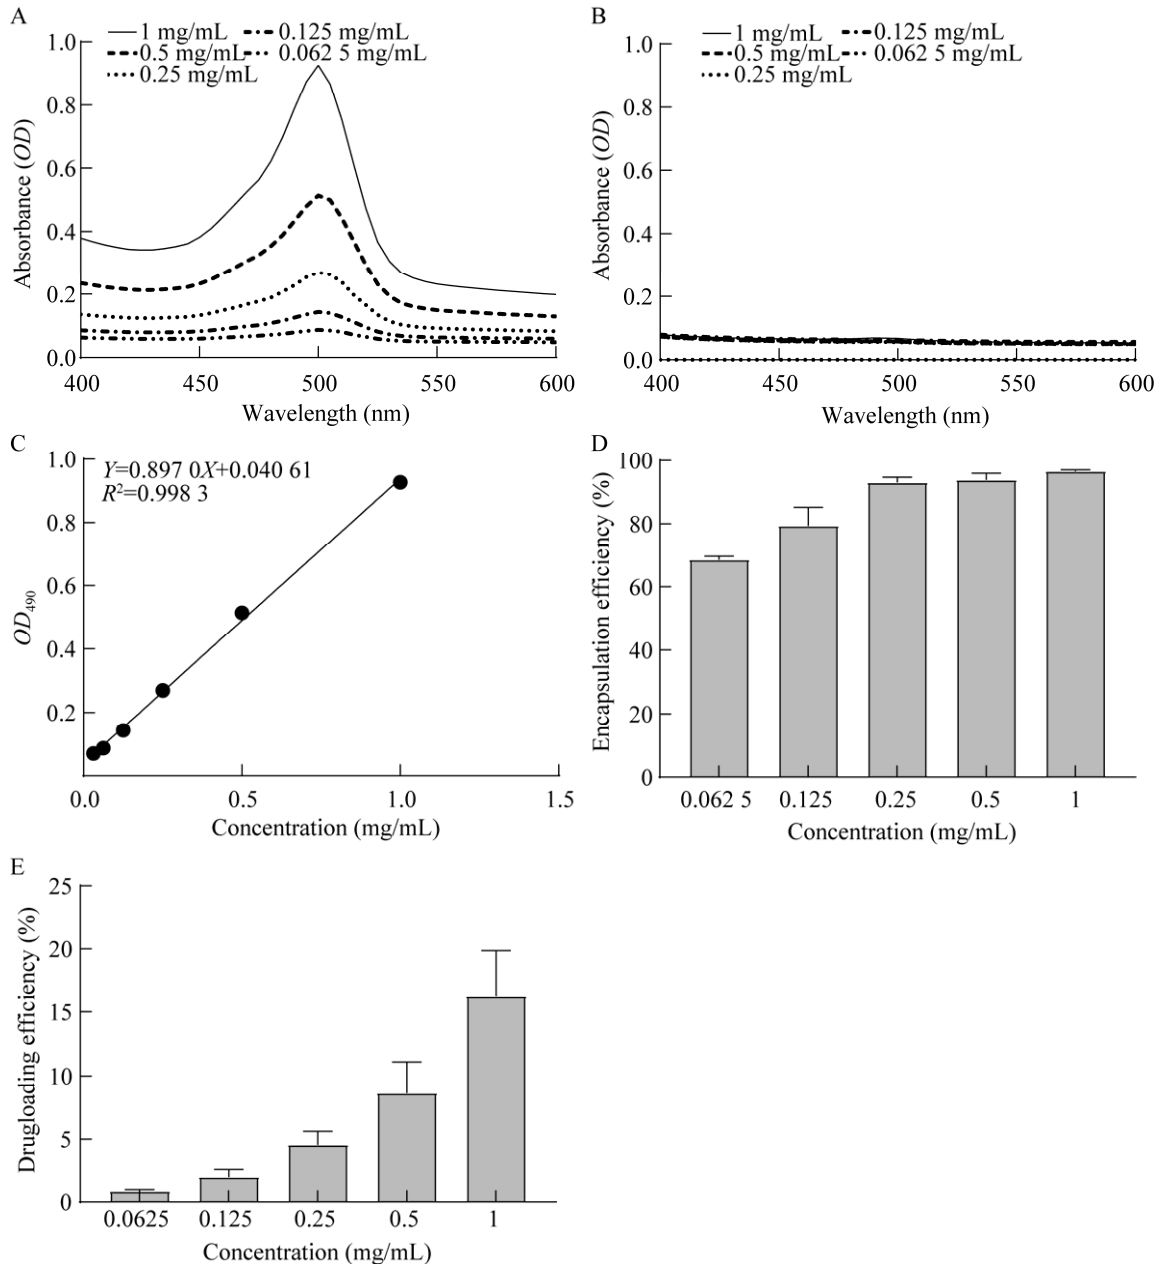 A
1 mg/mL
0.125 mg/mL
0.5 mg/mL
0.062 5 mg/mL
0.25 mg/mL
1.0
0.8
0.6
0.4
0.2
0.0
Absorbance (OD)
400
450
500
550
600
Wavelength (nm)
B
1 mg/mL
0.125 mg/mL
0.5 mg/mL
0.062 5 mg/mL
0.25 mg/mL
1.0
0.8
0.6
0.4
0.2
0.0
Absorbance (OD)
400
450
500
550
600
Wavelength (nm)
C
Y=0.897 0X+0.040 61
R²=0.998 3
1.0
0.8
0.6
0.4
0.2
OD₄₉₀
0.0
0.5
1.0
1.5
Concentration (mg/mL)
D
100
80
60
40
20
0
Encapsulation efficiency (%)
0.062 5
0.125
0.25
0.5
1
Concentration (mg/mL)
E
25
20
15
10
5
0
Drugloading efficiency (%)
0.0625
0.125
0.25
0.5
1
Concentration (mg/mL)